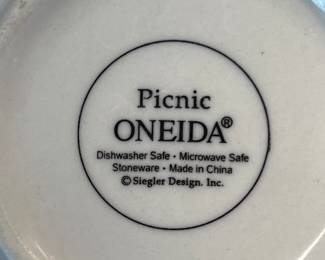 Picnic
ONEIDA®
Dishwasher Safe • Microwave Safe
Stoneware • Made in China
© Siegler Design. Inc.